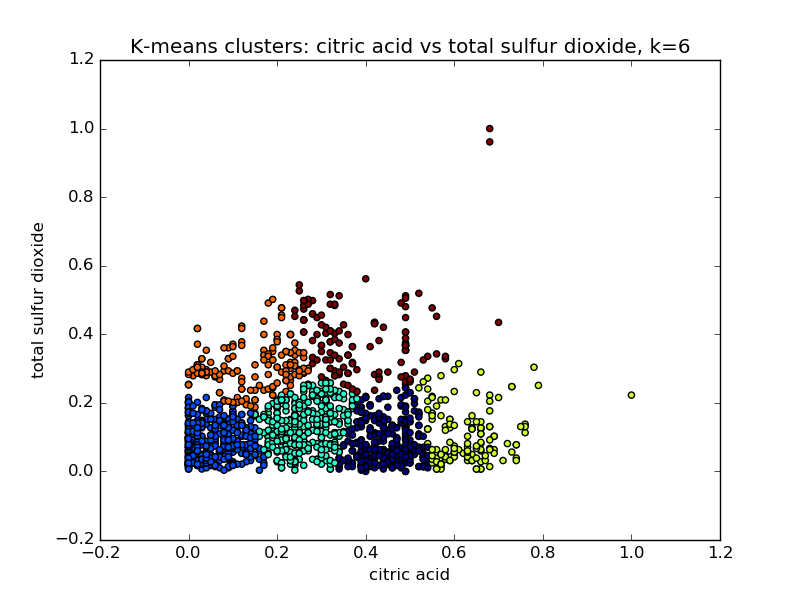 K-means clusters: citric acid vs total sulfur dioxide, k=6
1.2
1.0
0.8
0.6
0.4
0.2
0.0
−0.2
total sulfur dioxide
−0.2 0.0 0.2 0.4 0.6 0.8 1.0 1.2
citric acid